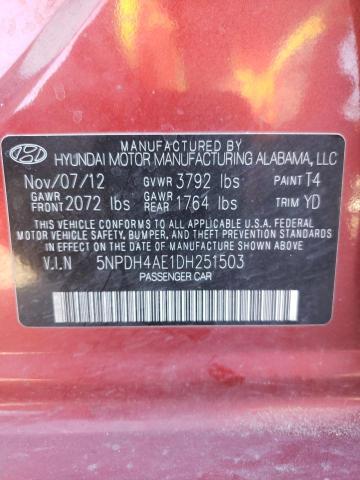 MANUFACTURED BY
HYUNDAI MOTOR MANUFACTURING ALABAMA, LLC
Nov/07/12 GVWR 3792 lbs PAINT T4
GAWR FRONT 2072 lbs GAWR REAR 1764 lbs TRIM YD
THIS VEHICLE CONFORMS TO ALL APPLICABLE U.S.A FEDERAL
MOTOR VEHICLE SAFETY, BUMPER, AND THEFT PREVENTION
STANDARDS IN EFFECT ON THE DATE OF MANUFACTURE SHOWN ABOVE.
V.I.N 5NPDH4AE1DH251503
PASSENGER CAR